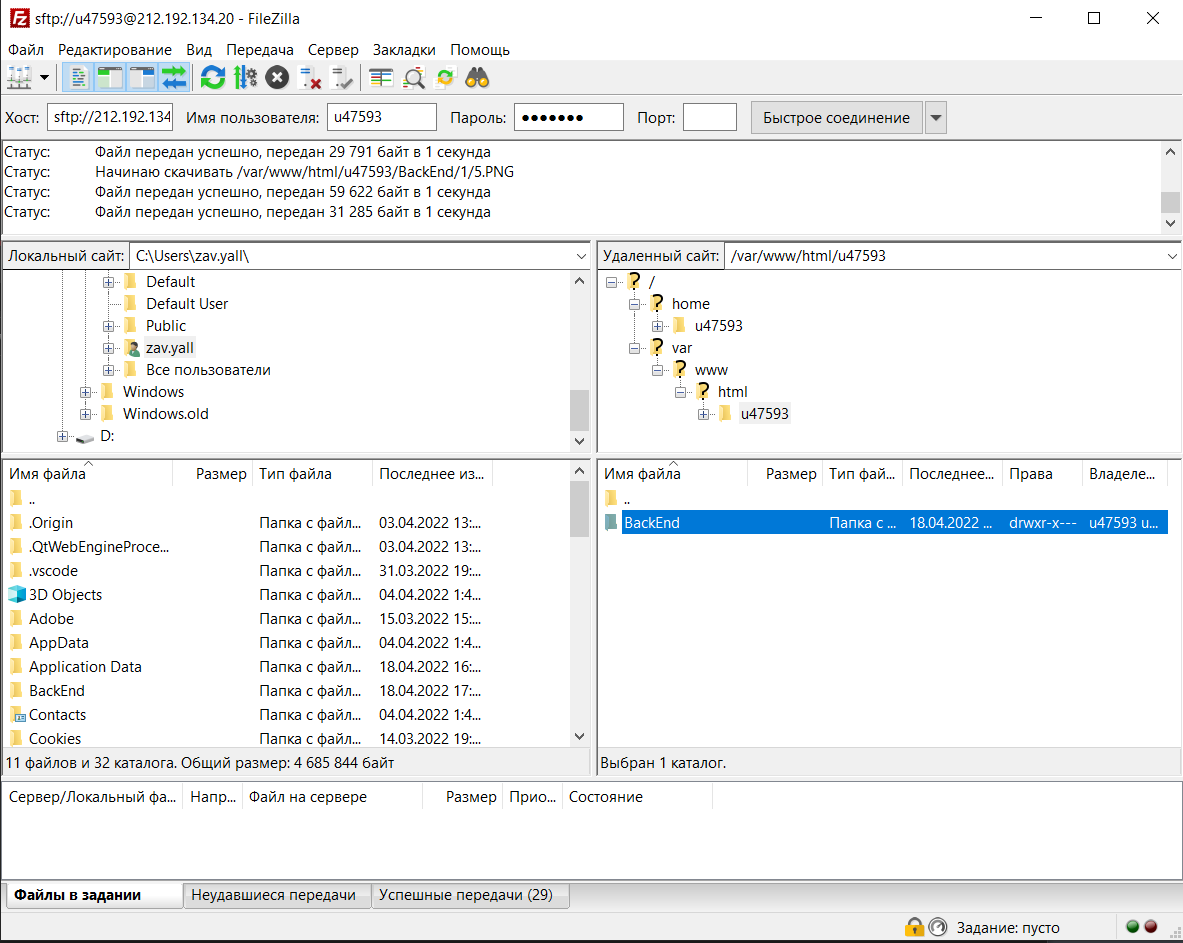 sftp://u47593@212.192.134.20 - FileZilla
Файл Редактирование Вид Передача Сервер Закладки Помощь
Хост: sftp://212.192.134 Имя пользователя: u47593 Пароль: ●●●●●●● Порт: Быстрое соединение
Статус: Файл передан успешно, передан 29 791 байт в 1 секунда
Статус: Начинаю скачивать /var/www/html/u47593/BackEnd/1/5.PNG
Статус: Файл передан успешно, передан 59 622 байт в 1 секунда
Статус: Файл передан успешно, передан 31 285 байт в 1 секунда
Локальный сайт: C:\Users\zav.yall\
Default
Default User
Public
zav.yall
Все пользователи
Windows
Windows.old
D:
Имя файла Размер Тип файла Последнее из...
..
.Origin Папка с файл... 03.04.2022 13:...
.QtWebEngineProce... Папка с файл... 03.04.2022 13:...
.vscode Папка с файл... 31.03.2022 19:...
3D Objects Папка с файл... 04.04.2022 1:4...
Adobe Папка с файл... 15.03.2022 15:...
AppData Папка с файл... 04.04.2022 1:4...
Application Data Папка с файл... 18.04.2022 16:...
BackEnd Папка с файл... 18.04.2022 17:...
Contacts Папка с файл... 04.04.2022 1:4...
Cookies Папка с файл... 14.03.2022 19:...
11 файлов и 32 каталога. Общий размер: 4 685 844 байт
Удаленный сайт: /var/www/html/u47593
/
home
u47593
var
www
html
u47593
Имя файла Размер Тип фай... Последнее... Права Владеле...
..
BackEnd Папка с ... 18.04.2022 ... drwxr-x--- u47593 u...
Выбран 1 каталог.
Сервер/Локальный фа... Напр... Файл на сервере Размер Прио... Состояние
Файлы в задании Неудавшиеся передачи Успешные передачи (29)
Задание: пусто